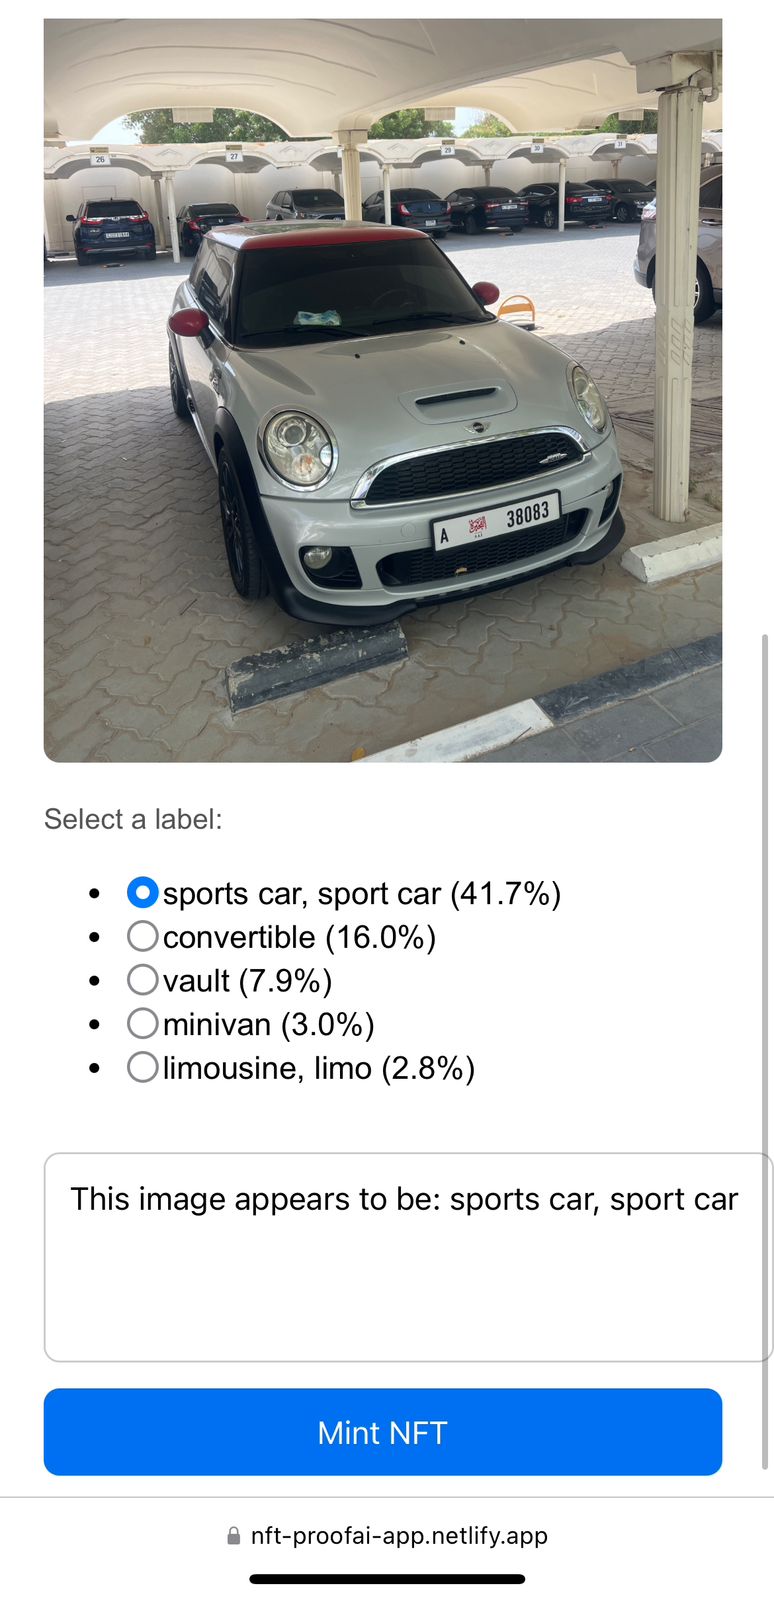 26
27
29
30
31
A 38083
Select a label:
sports car, sport car (41.7%)
convertible (16.0%)
vault (7.9%)
minivan (3.0%)
limousine, limo (2.8%)
This image appears to be: sports car, sport car
Mint NFT
nft-proofai-app.netlify.app